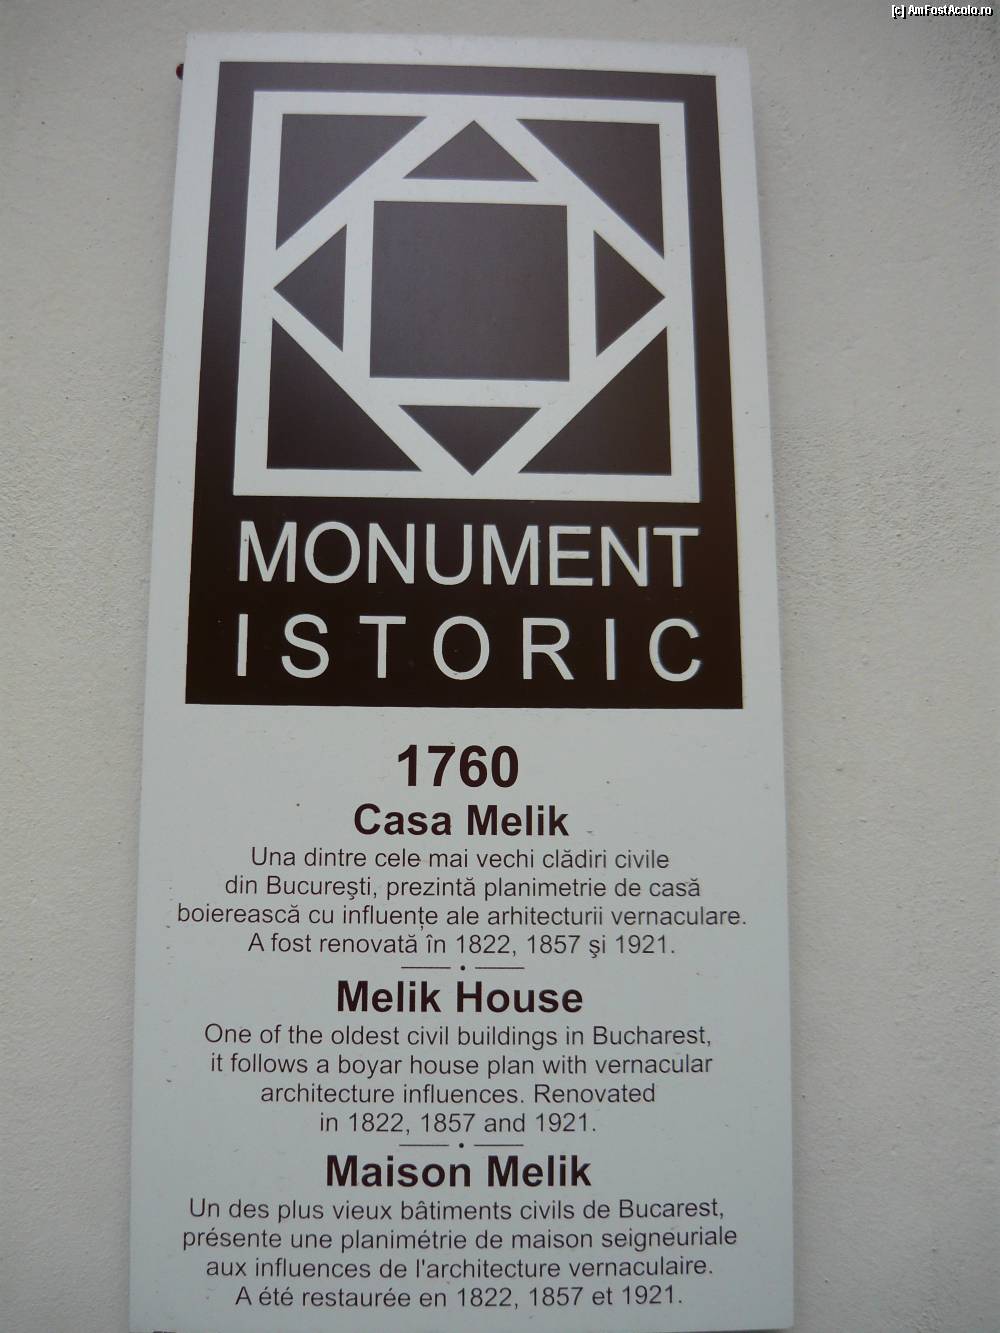 [c] AmFostAcolo.ro
MONUMENT
ISTORIC
1760
Casa Melik
Una dintre cele mai vechi clădiri civile
din Bucureşti, prezintă planimetrie de casă
boierească cu influenţe ale arhitecturii vernaculare.
A fost renovată în 1822, 1857 şi 1921.
Melik House
One of the oldest civil buildings in Bucharest,
it follows a boyar house plan with vernacular
architecture influences. Renovated
in 1822, 1857 and 1921.
Maison Melik
Un des plus vieux bâtiments civils de Bucarest,
présente une planimétrie de maison seigneuriale
aux influences de l'architecture vernaculaire.
A été restaurée en 1822, 1857 et 1921.